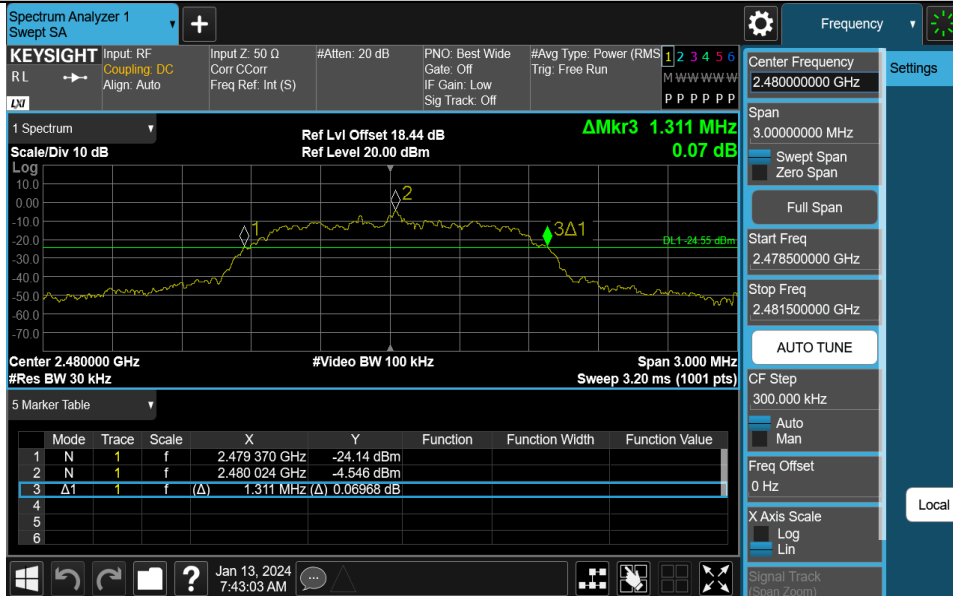 Spectrum Analyzer 1
Swept SA
+
Frequency
KEYSIGHT
RL
LXI
Input: RF
Coupling: DC
Align: Auto
Input Z: 50 Ω
Corr CCorr
Freq Ref: Int (S)
#Atten: 20 dB
PNO: Best Wide
Gate: Off
IF Gain: Low
Sig Track: Off
#Avg Type: Power (RMS
Trig: Free Run
1 2 3 4 5 6
M W W W W W
P P P P P P
1 Spectrum
Scale/Div 10 dB
Ref Lvl Offset 18.44 dB
Ref Level 20.00 dBm
ΔMkr3 1.311 MHz
0.07 dB
Log
10.0
0.00
-10.0
-20.0
-30.0
-40.0
-50.0
-60.0
-70.0
1
2
3Δ1
DL1 -24.55 dBm
Center 2.480000 GHz
#Video BW 100 kHz
Span 3.000 MHz
#Res BW 30 kHz
Sweep 3.20 ms (1001 pts)
5 Marker Table
Mode Trace Scale X Y Function Function Width Function Value
1 N 1 f 2.479 370 GHz -24.14 dBm
2 N 1 f 2.480 024 GHz -4.546 dBm
3 Δ1 1 f (Δ) 1.311 MHz (Δ) 0.06968 dB
4
5
6
?
Jan 13, 2024
7:43:03 AM
Center Frequency
2.480000000 GHz
Span
3.00000000 MHz
Swept Span
Zero Span
Full Span
Start Freq
2.478500000 GHz
Stop Freq
2.481500000 GHz
AUTO TUNE
CF Step
300.000 kHz
Auto
Man
Freq Offset
0 Hz
X Axis Scale
Log
Lin
Signal Track
(Span Zoom)
Settings
Local